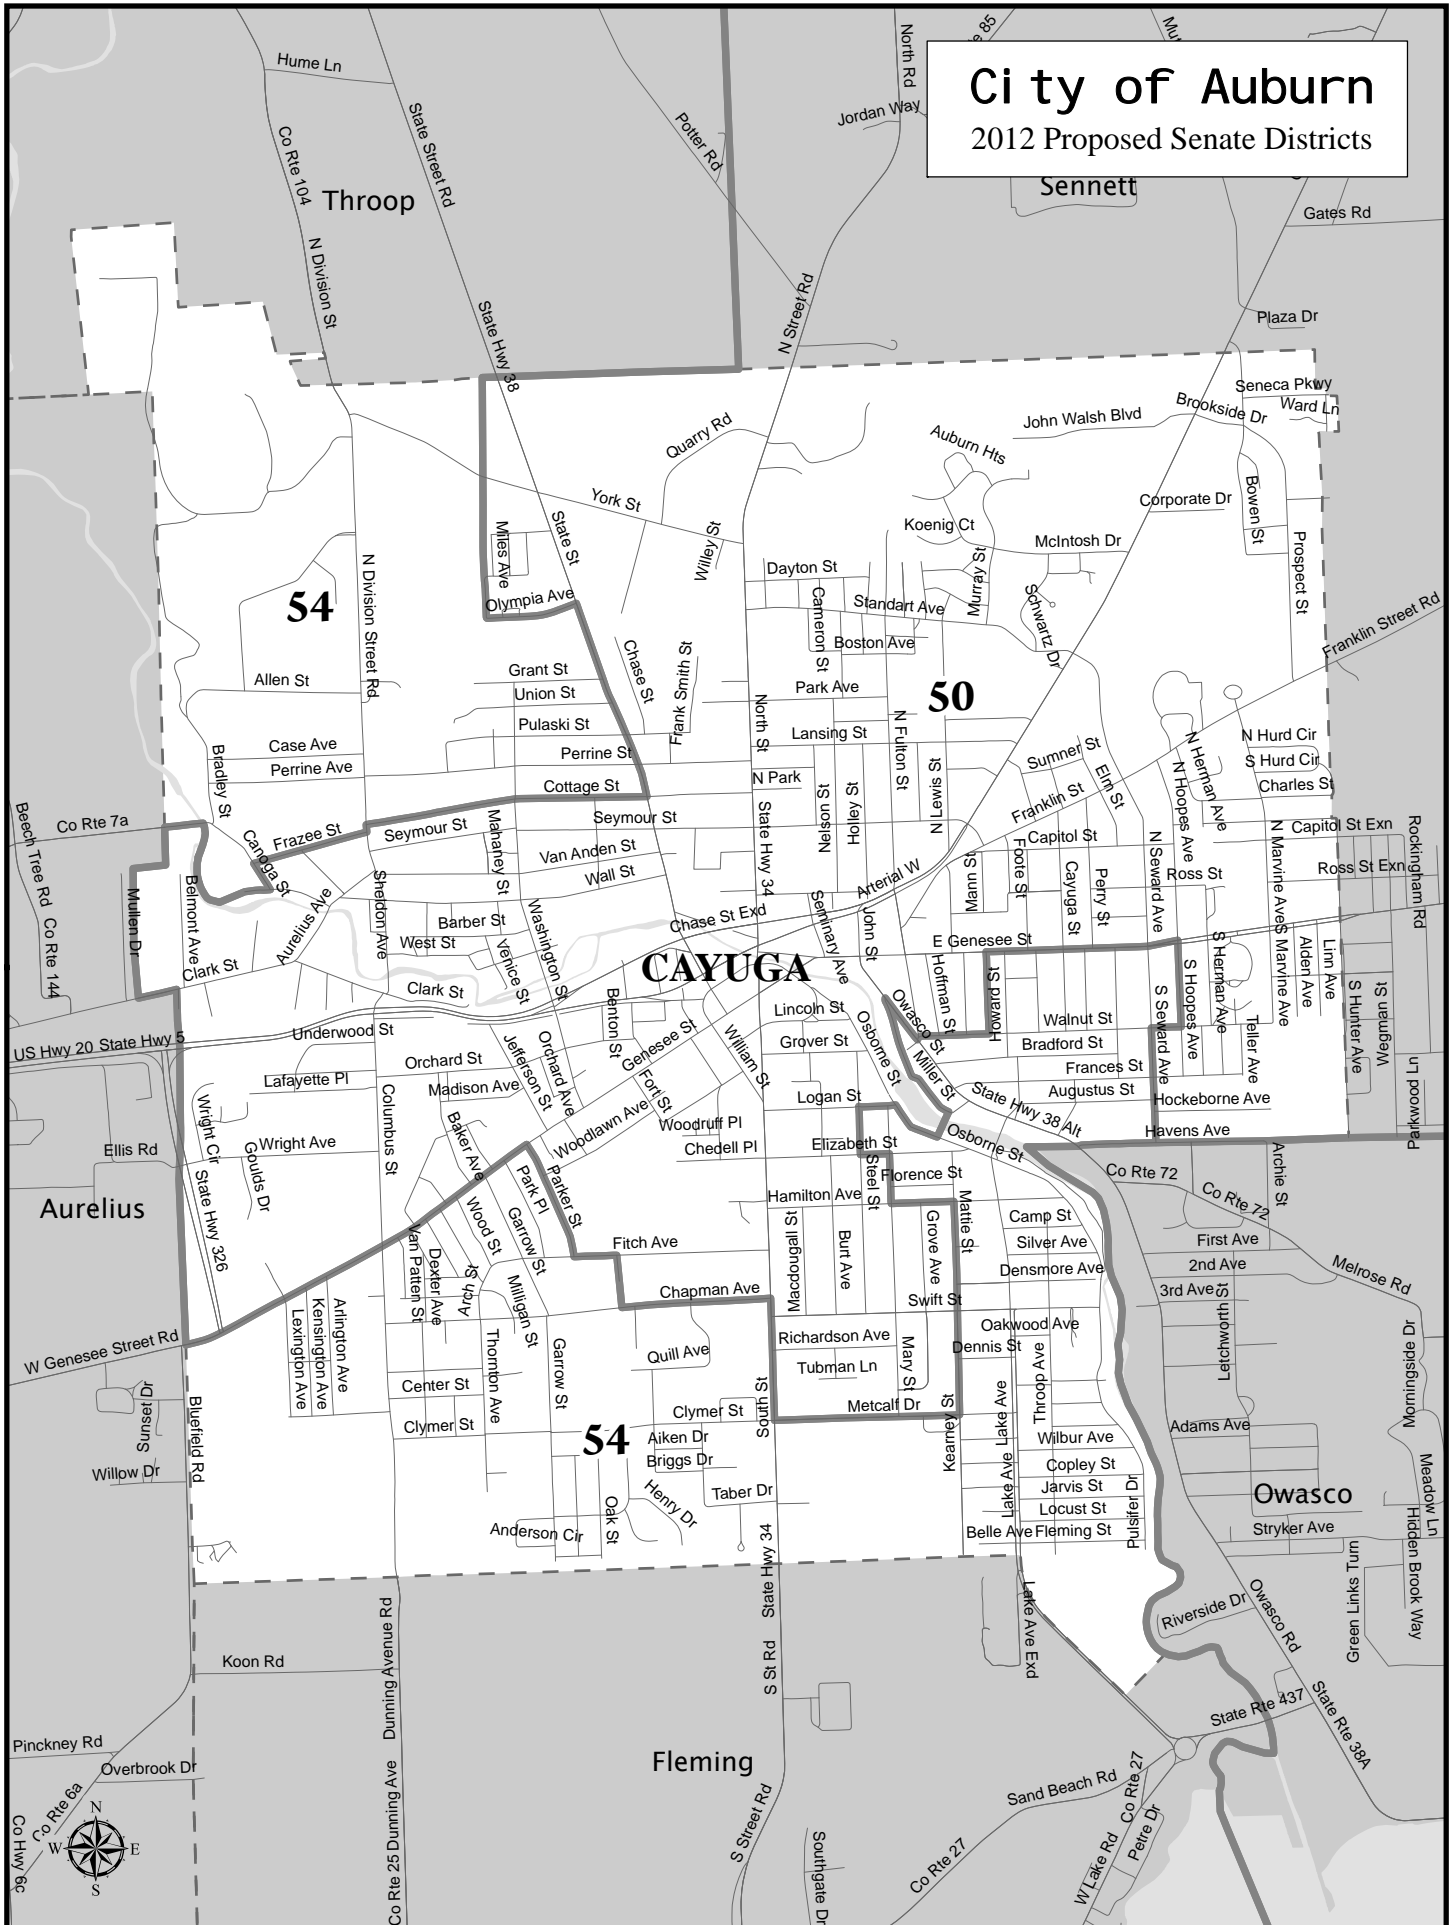 City of Auburn
2012 Proposed Senate Districts
North Rd
e 85
Mut
Hume Ln
State Street Rd
Co Rte 104
Potter Rd
Jordan Way
Throop
Sennett
Gates Rd
N Division St
State Hwy 38
N Street Rd
Plaza Dr
Seneca Pkwy
Ward Ln
Brookside Dr
John Walsh Blvd
Quarry Rd
Auburn Hts
York St
Corporate Dr
Bowen St
State St
Miles Ave
Willey St
Koenig Ct
McIntosh Dr
Prospect St
Murray St
Dayton St
54
N Division Street Rd
Olympia Ave
Cameron St
Standart Ave
Schwartz Dr
Franklin Street Rd
Boston Ave
Chase St
Frank Smith St
Grant St
Allen St
Union St
Park Ave
50
North St
Pulaski St
Lansing St
N Fulton St
Case Ave
Perrine St
Perrine Ave
Bradley St
N Park
Sumner St
N Hurd Cir
S Hurd Cir
N Herman Ave
N Hoopes Ave
Elm St
Charles St
Cottage St
Nelson St
Holley St
N Lewis St
Franklin St
Beech Tree Rd
Co Rte 7a
Frazee St
Seymour St
Mahaney St
Seymour St
State Hwy 34
Capitol St
N Seward Ave
N Marvine Ave
Capitol St Exn
Rockingham Rd
Canoga St
Van Anden St
Wall St
Arterial W
Mann St
Foote St
Cayuga St
Perry St
Ross St
Ross St Exn
Mullen Dr
Belmont Ave
Aurelius Ave
Sheldon Ave
Barber St
West St
Washington St
Venice St
Chase St Exd
Seminary Ave
John St
E Genesee St
Co Rte 144
Clark St
Clark St
CAYUGA
Hoffman St
Howard St
S Seward Ave
S Hoopes Ave
S Herman Ave
S Marvine Ave
Alden Ave
Linn Ave
S Hunter Ave
Wegman St
US Hwy 20 State Hwy 5
Underwood St
Benton St
Genesee St
William St
Lincoln St
Osborne St
Owasco St
Walnut St
Teller Ave
Grover St
Bradford St
Orchard St
Jefferson St
Orchard Ave
Miller St
Frances St
Parkwood Ln
Lafayette Pl
Madison Ave
Fort St
Logan St
State Hwy 38 Alt
Augustus St
Hockeborne Ave
Wright Cir
Columbus St
Baker Ave
Woodlawn Ave
Woodruff Pl
Chedell Pl
Elizabeth St
Osborne St
Havens Ave
Ellis Rd
Wright Ave
Goulds Dr
Park Pl
Parker St
Steel St
Florence St
Co Rte 72
Co Rte 72
Archie St
Aurelius
State Hwy 326
Hamilton Ave
Wood St
Garrow St
Macdougall St
Burt Ave
Grove Ave
Mattie St
Camp St
Silver Ave
First Ave
Van Patten St
Dexter Ave
Arch St
Fitch Ave
Densmore Ave
2nd Ave
Melrose Rd
3rd Ave
Letchworth St
Milligan St
Chapman Ave
Swift St
Lexington Ave
Kensington Ave
Arlington Ave
W Genesee Street Rd
Thornton Ave
Garrow St
Quill Ave
Richardson Ave
Tubman Ln
Mary St
Oakwood Ave
Dennis St
Throop Ave
Morningside Dr
Sunset Dr
Bluefield Rd
Center St
Clymer St
Clymer St
South St
Metcalf Dr
Kearney St
Lake Ave
Lake Ave
Wilbur Ave
Adams Ave
54
Aiken Dr
Briggs Dr
Willow Dr
Copley St
Jarvis St
Locust St
Belle Ave
Fleming St
Pulsifer Dr
Owasco
Meadow Ln
Taber Dr
Henry Dr
Oak St
Anderson Cir
Stryker Ave
Hidden Brook Way
Green Links Turn
State Hwy 34
Lake Ave Exd
Riverside Dr
Owasco Rd
Dunning Avenue Rd
Koon Rd
S St Rd
State Rte 437
State Rte 38A
Pinckney Rd
Overbrook Dr
Fleming
Co Rte 6a
Co Hwy 6c
Co Rte 25 Dunning Ave
S Street Rd
Southgate Dr
Sand Beach Rd
Co Rte 27
Co Rte 27
W Lake Rd
Petre Dr
N
W
E
S